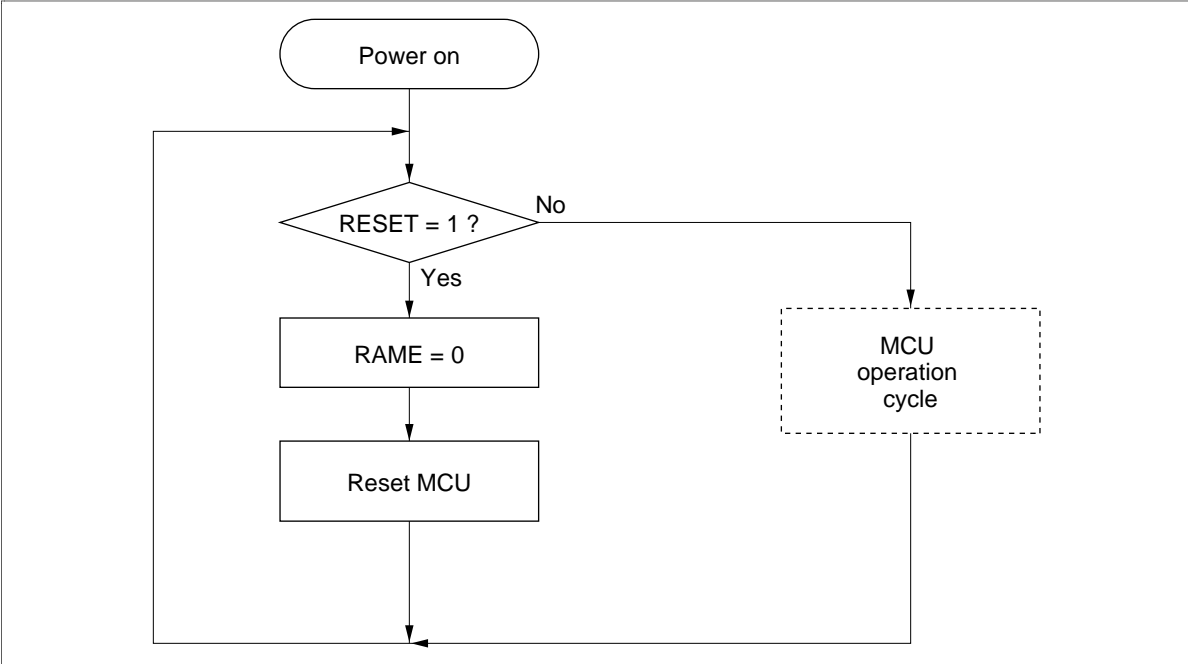 Power on
RESET = 1 ?
No
Yes
RAME = 0
MCU
operation
cycle
Reset MCU